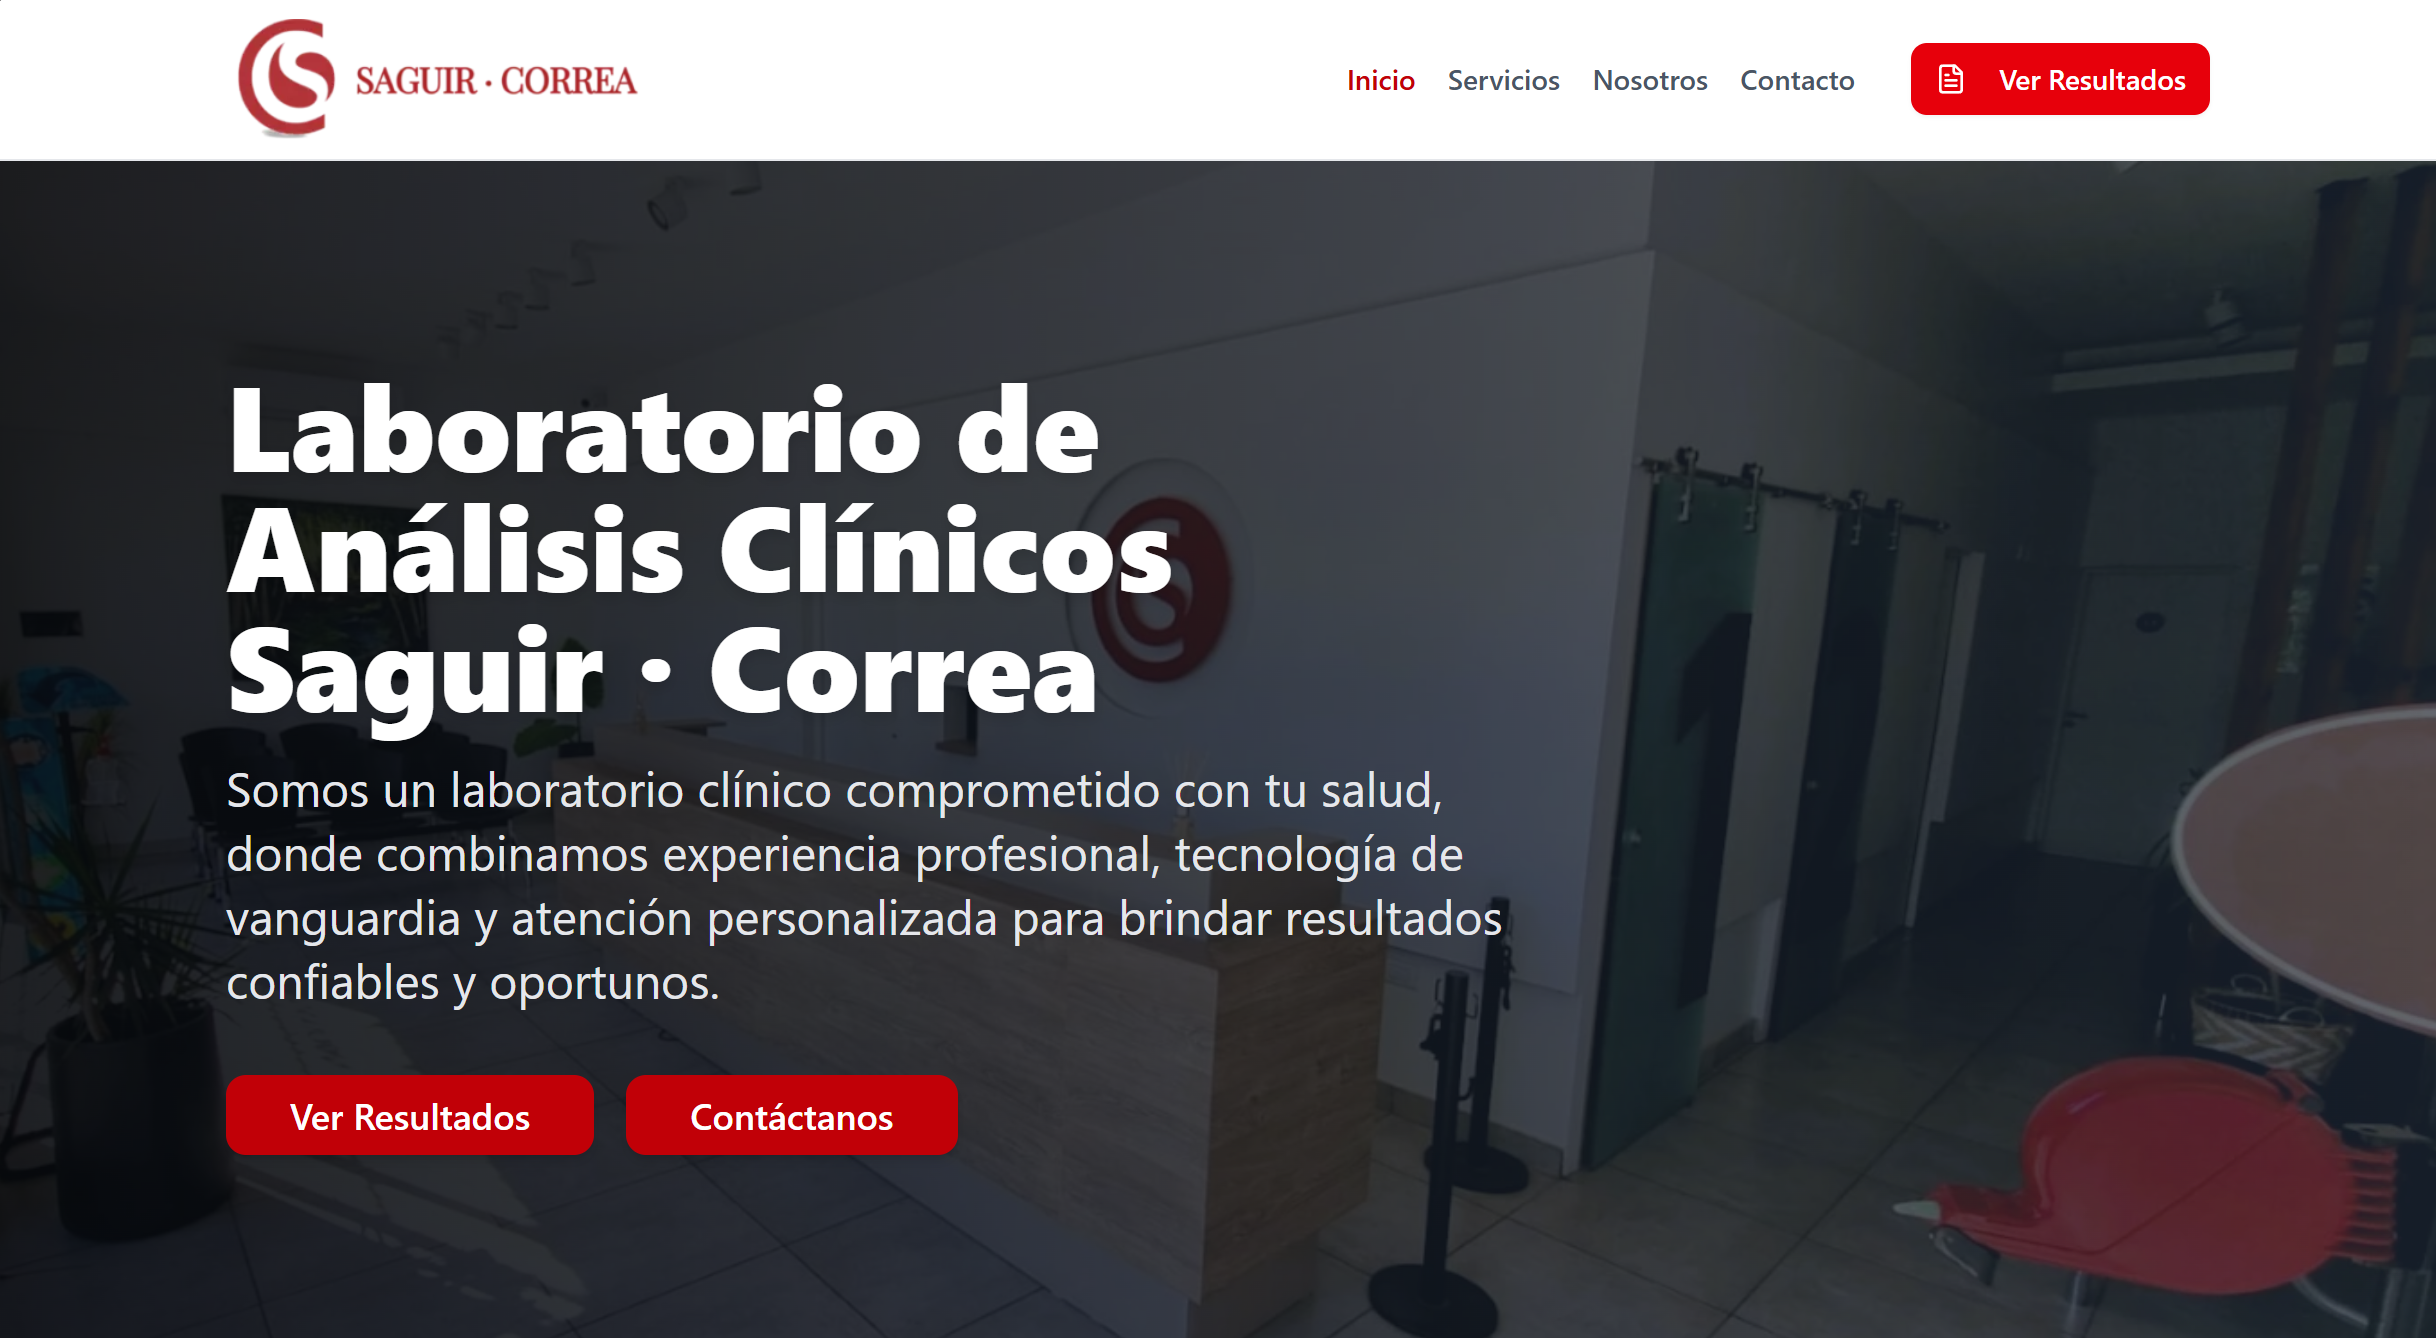 SAGUIR · CORREA
Inicio Servicios Nosotros Contacto Ver Resultados
Laboratorio de
Análisis Clínicos
Saguir · Correa
Somos un laboratorio clínico comprometido con tu salud,
donde combinamos experiencia profesional, tecnología de
vanguardia y atención personalizada para brindar resultados
confiables y oportunos.
Ver Resultados Contáctanos